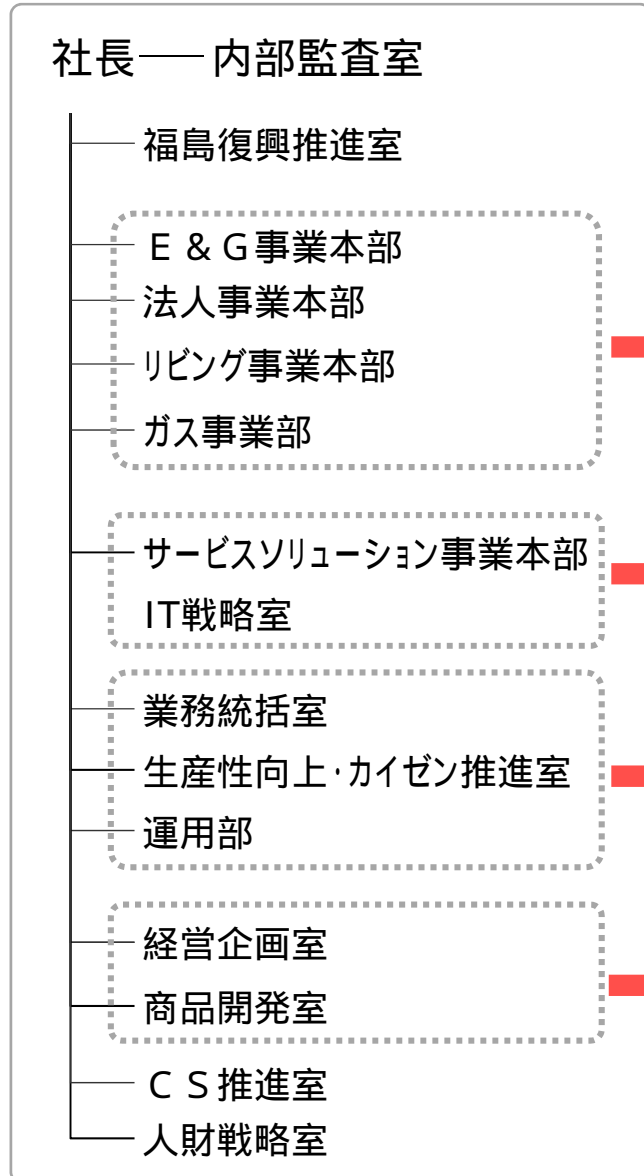 社長 内部監査室
福島復興推進室
Ｅ＆Ｇ事業本部
法人事業本部
リビング事業本部
ガス事業部
サービスソリューション事業本部
IT戦略室
業務統括室
生産性向上・カイゼン推進室
運用部
経営企画室
商品開発室
ＣＳ推進室
人財戦略室